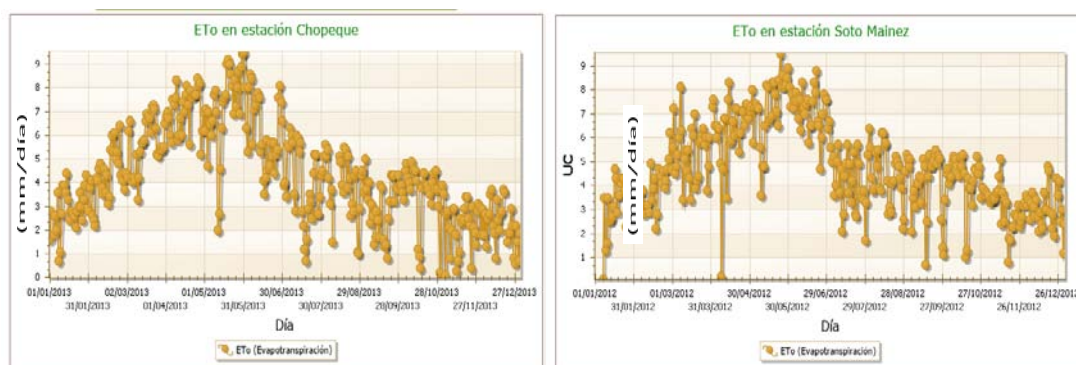 ETo en estación Chopeque
(mm/día)
9
8
7
6
5
4
3
2
1
0
01/01/2013 02/03/2013 01/05/2013 30/06/2013 29/08/2013 28/10/2013 27/12/2013
31/01/2013 01/04/2013 31/05/2013 30/07/2013 28/09/2013 27/11/2013
Día
ETo (Evapotranspiración)
ETo en estación Soto Mainez
UC
(mm/día)
9
8
7
6
5
4
3
2
1
01/01/2012 01/03/2012 30/04/2012 29/06/2012 28/08/2012 27/10/2012 26/12/2012
31/01/2012 31/03/2012 30/05/2012 29/07/2012 27/09/2012 26/11/2012
Día
ETo (Evapotranspiración)